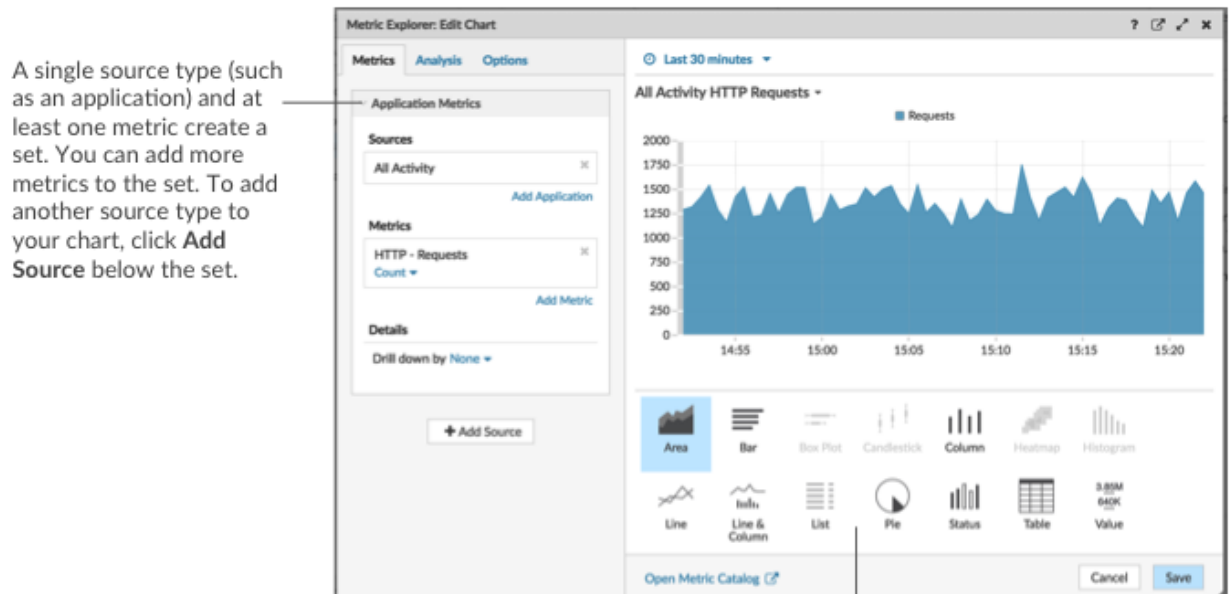 A single source type (such
as an application) and at
least one metric create a
set. You can add more
metrics to the set. To add
another source type to
your chart, click Add
Source below the set.
Metric Explorer: Edit Chart
?
Metrics Analysis Options
Application Metrics
Sources
All Activity
Add Application
Metrics
HTTP - Requests
Count
Add Metric
Details
Drill down by None
+ Add Source
Last 30 minutes
All Activity HTTP Requests
Requests
2000
1750
1500
1250
1000
750
500
250
0
14:55 15:00 15:05 15:10 15:15 15:20
Area Bar Box Plot Candlestick Column Heatmap Histogram
3.85M
640K
Line Line & Column List Pie Status Table Value
Open Metric Catalog
Cancel Save